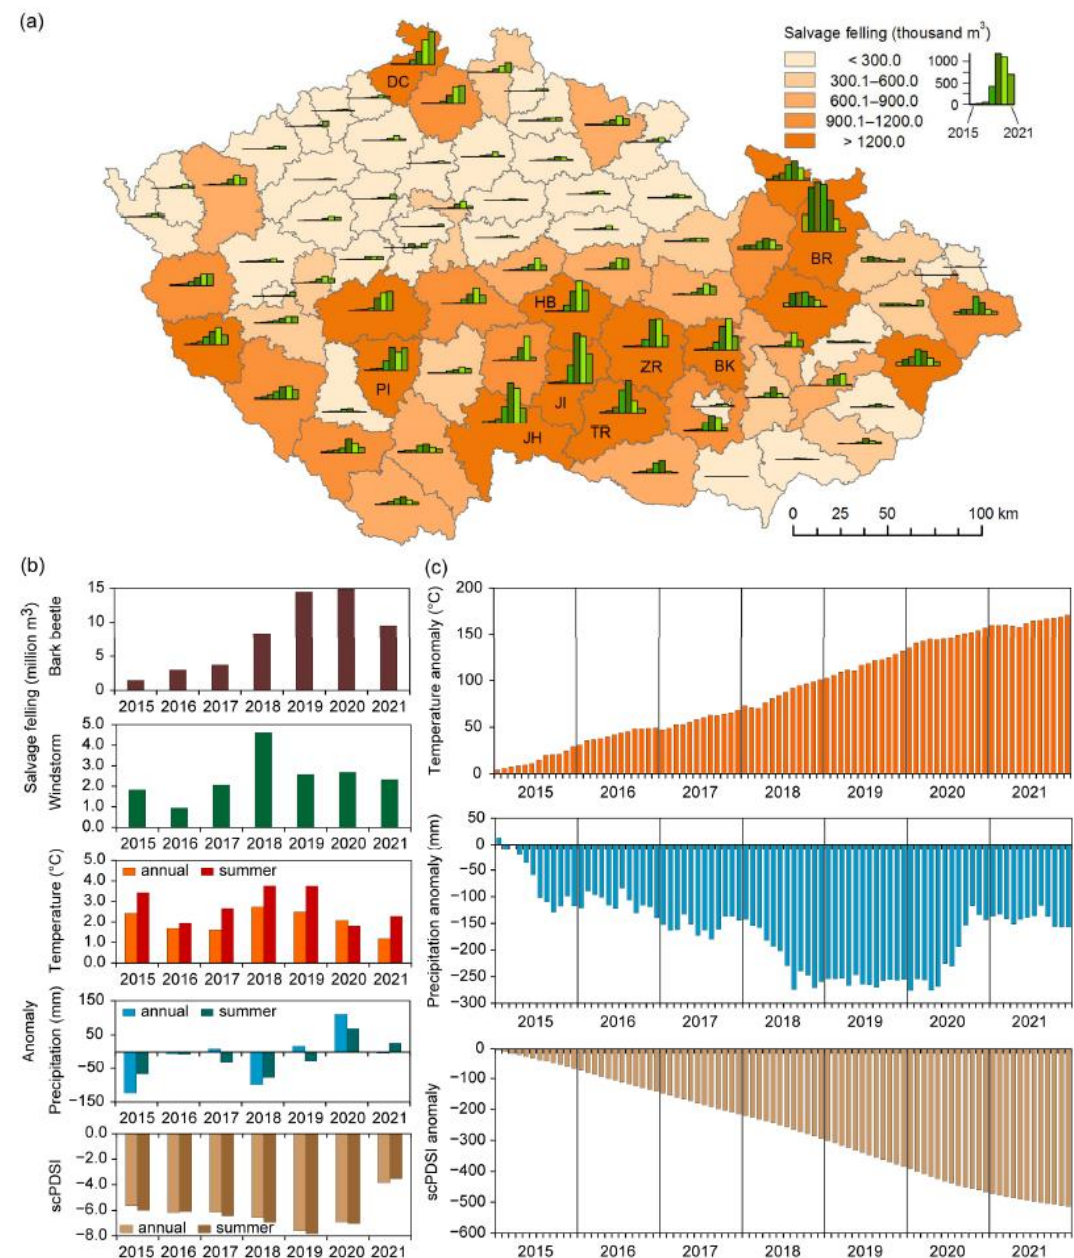 (a)
Salvage felling (thousand m³)
< 300.0
300.1–600.0
600.1–900.0
900.1–1200.0
> 1200.0
1000
500
0
2015 2021
DC
BR
HB
ZR
BK
PI
JI
JH
TR
0 25 50 100 km
(b)
Salvage felling (million m3)
Bark beetle
15
10
5
0
2015 2016 2017 2018 2019 2020 2021
Windstorm
5.0
4.0
3.0
2.0
1.0
0.0
2015 2016 2017 2018 2019 2020 2021
Anomaly
Temperature (°C)
5.0
4.0
3.0
2.0
1.0
0.0
annual summer
2015 2016 2017 2018 2019 2020 2021
Precipitation (mm)
150
50
−50
−150
annual summer
2015 2016 2017 2018 2019 2020 2021
scPDSI
0.0
−2.0
−4.0
−6.0
−8.0
annual summer
2015 2016 2017 2018 2019 2020 2021
(c)
Temperature anomaly (°C)
200
150
100
50
0
2015 2016 2017 2018 2019 2020 2021
Precipitation anomaly (mm)
50
0
−50
−100
−150
−200
−250
−300
2015 2016 2017 2018 2019 2020 2021
scPDSI anomaly
0
−100
−200
−300
−400
−500
−600
2015 2016 2017 2018 2019 2020 2021